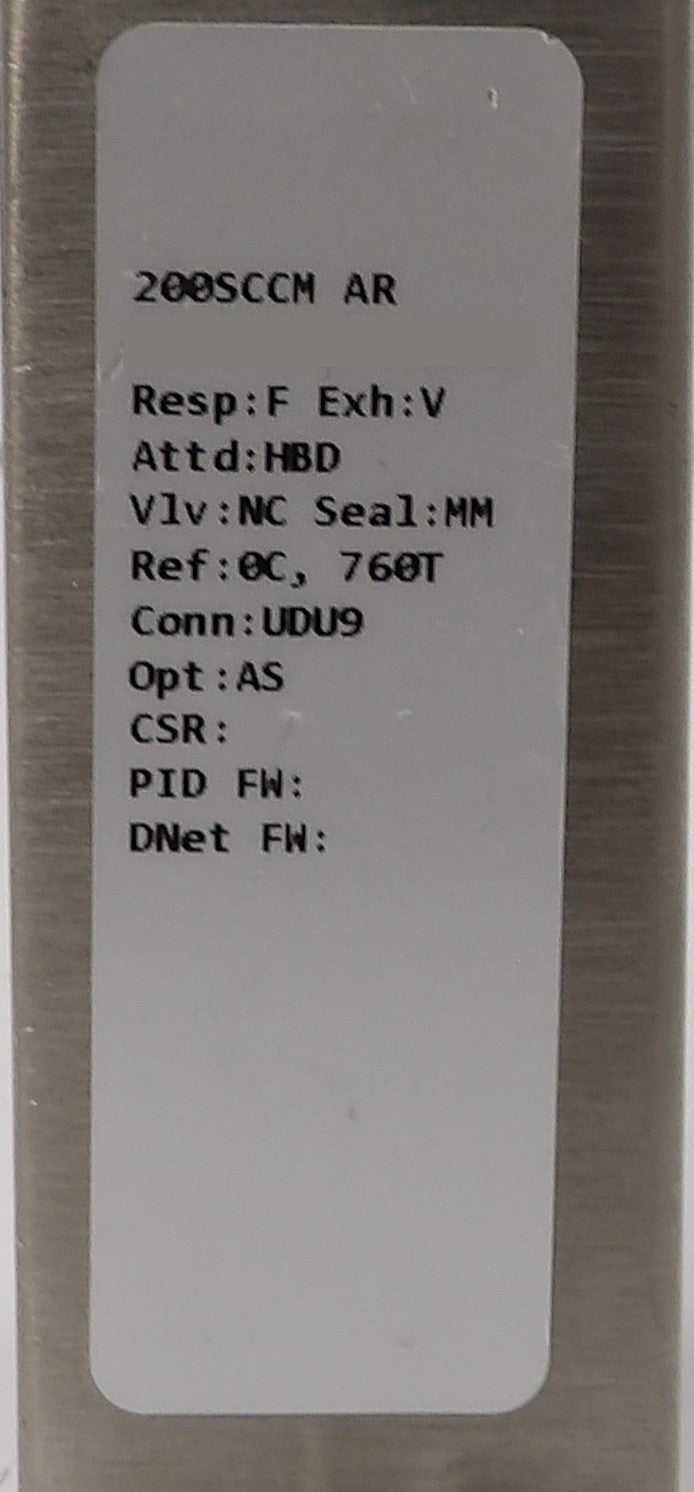 200SCCM AR
Resp:F Exh:V
Attd:HBD
Vlv:NC Seal:MM
Ref:0C, 760T
Conn:UDU9
Opt:AS
CSR:
PID FW:
DNet FW: